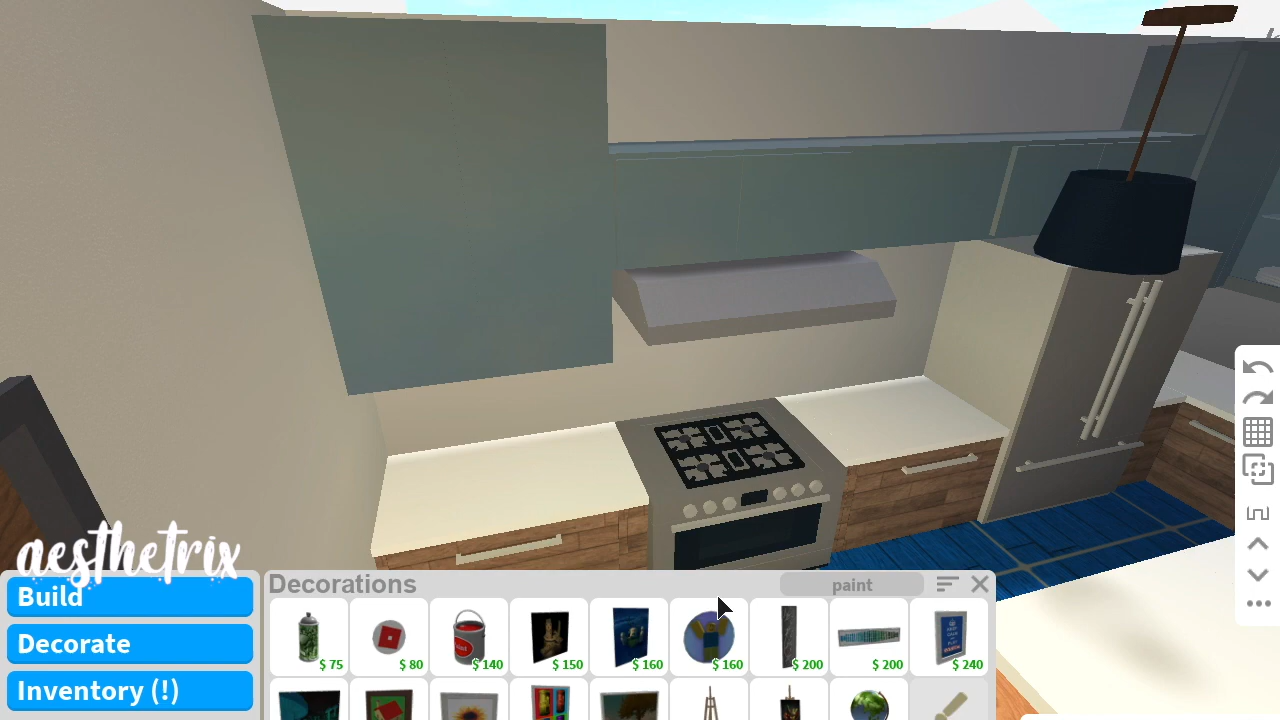 aesthetrix
Build
Decorate
Inventory (!)
Decorations
paint
$ 75
$ 80
$ 140
$ 150
$ 160
$ 160
$ 200
$ 200
$ 240